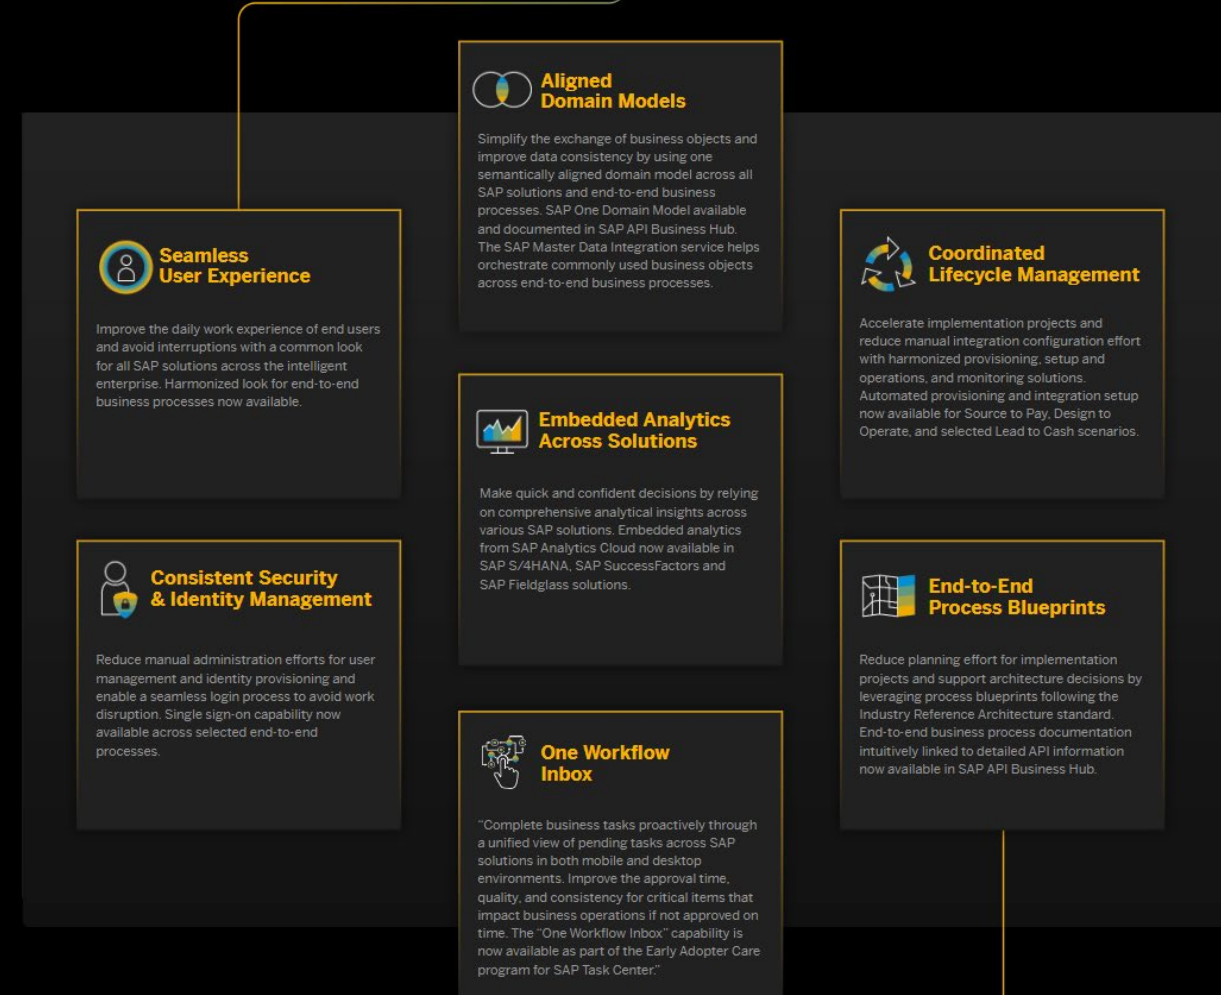 Aligned
Domain Models
Simplify the exchange of business objects and
improve data consistency by using one
semantically aligned domain model across all
SAP solutions and end-to-end business
processes. SAP One Domain Model available
and documented in SAP API Business Hub.
The SAP Master Data Integration service helps
orchestrate commonly used business objects
across end-to-end business processes.
Seamless
User Experience
Improve the daily work experience of end users
and avoid interruptions with a common look
for all SAP solutions across the intelligent
enterprise. Harmonized look for end-to-end
business processes now available.
Coordinated
Lifecycle Management
Accelerate implementation projects and
reduce manual integration configuration effort
with harmonized provisioning, setup and
operations, and monitoring solutions.
Automated provisioning and integration setup
now available for Source to Pay, Design to
Operate, and selected Lead to Cash scenarios.
Embedded Analytics
Across Solutions
Make quick and confident decisions by relying
on comprehensive analytical insights across
various SAP solutions. Embedded analytics
from SAP Analytics Cloud now available in
SAP S/4HANA, SAP SuccessFactors and
SAP Fieldglass solutions.
Consistent Security
& Identity Management
Reduce manual administration efforts for user
management and identity provisioning and
enable a seamless login process to avoid work
disruption. Single sign-on capability now
available across selected end-to-end
processes.
End-to-End
Process Blueprints
Reduce planning effort for implementation
projects and support architecture decisions by
leveraging process blueprints following the
Industry Reference Architecture standard.
End-to-end business process documentation
intuitively linked to detailed API information
now available in SAP API Business Hub.
One Workflow
Inbox
“Complete business tasks proactively through
a unified view of pending tasks across SAP
solutions in both mobile and desktop
environments. Improve the approval time,
quality, and consistency for critical items that
impact business operations if not approved on
time. The “One Workflow Inbox” capability is
now available as part of the Early Adopter Care
program for SAP Task Center.”